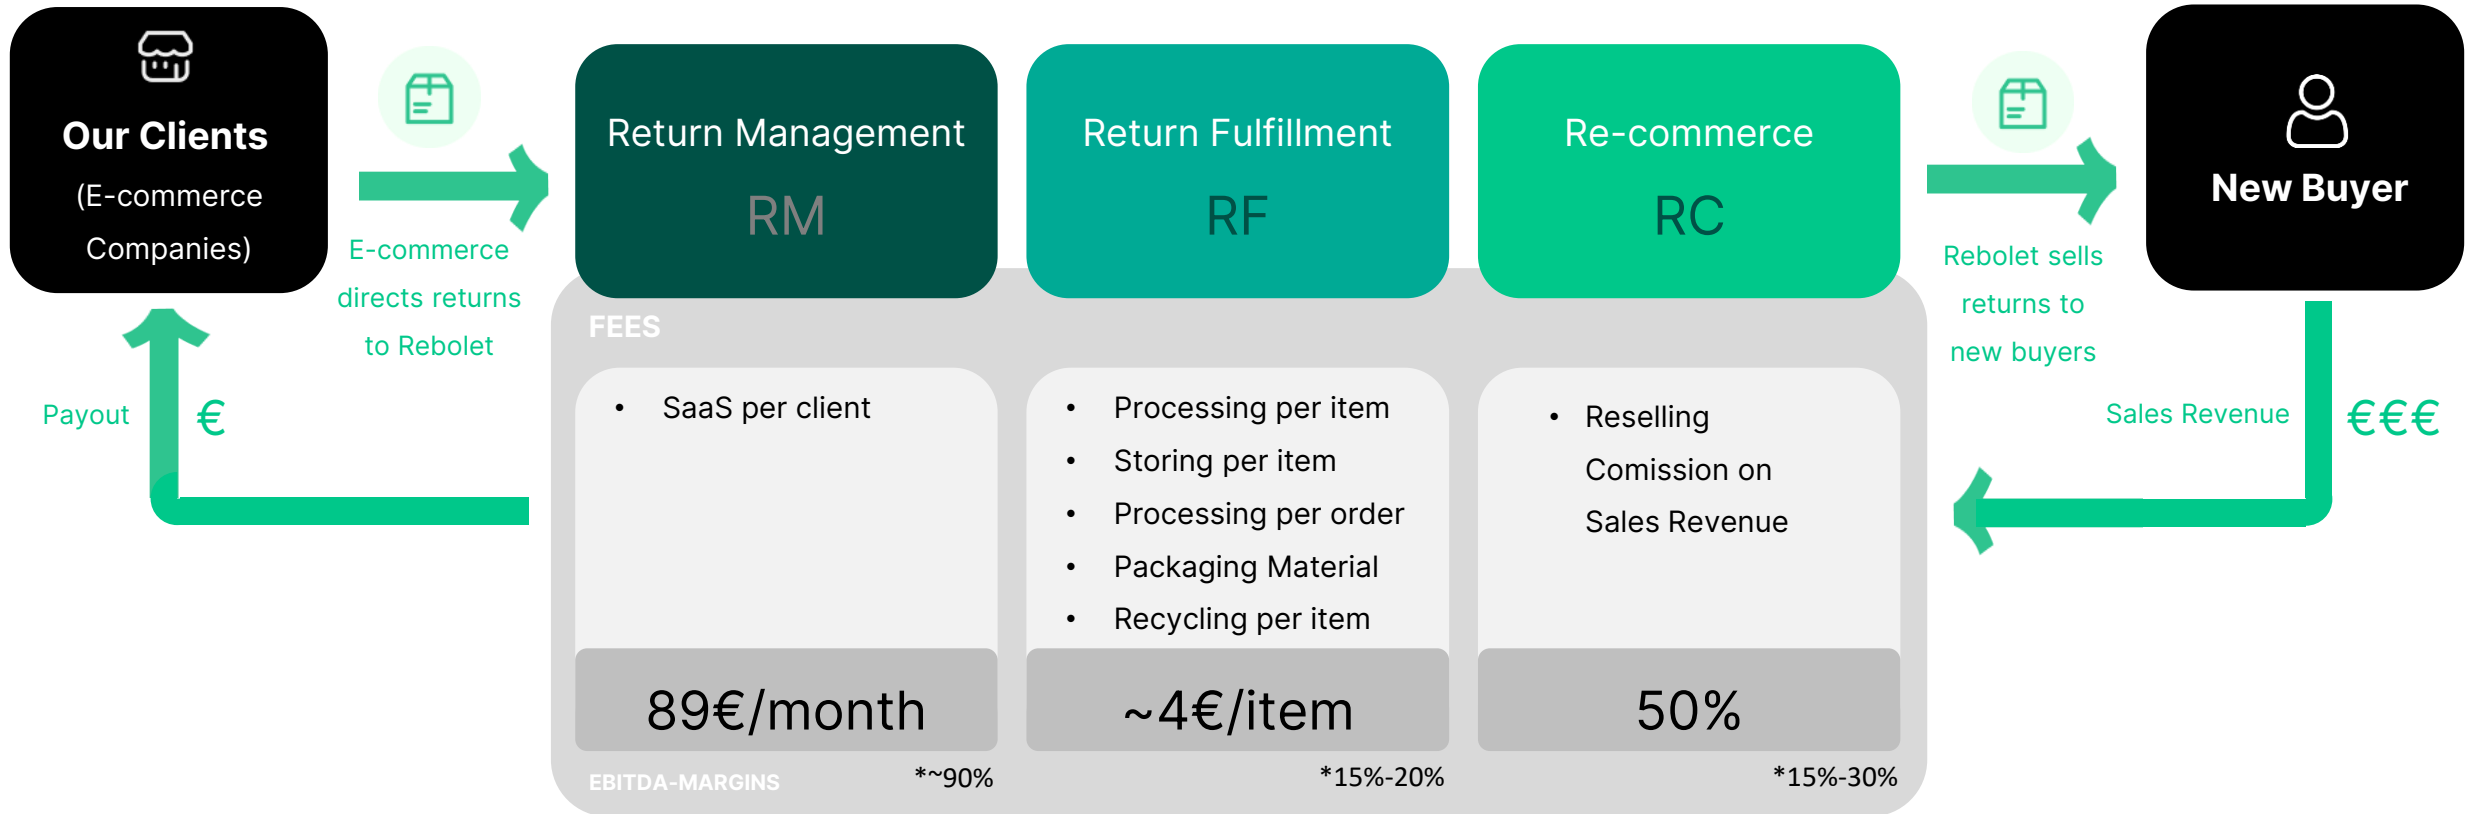 Our Clients
(E-commerce
Companies)
E-commerce
directs returns
to Rebolet
Payout
€
Return Management
RM
Return Fulfillment
RF
Re-commerce
RC
FEES
• SaaS per client
89€/month
• Processing per item
• Storing per item
• Processing per order
• Packaging Material
• Recycling per item
~4€/item
• Reselling
Comission on
Sales Revenue
50%
EBITDA-MARGINS
*~90%
*15%-20%
*15%-30%
Rebolet sells
returns to
new buyers
New Buyer
Sales Revenue
€€€